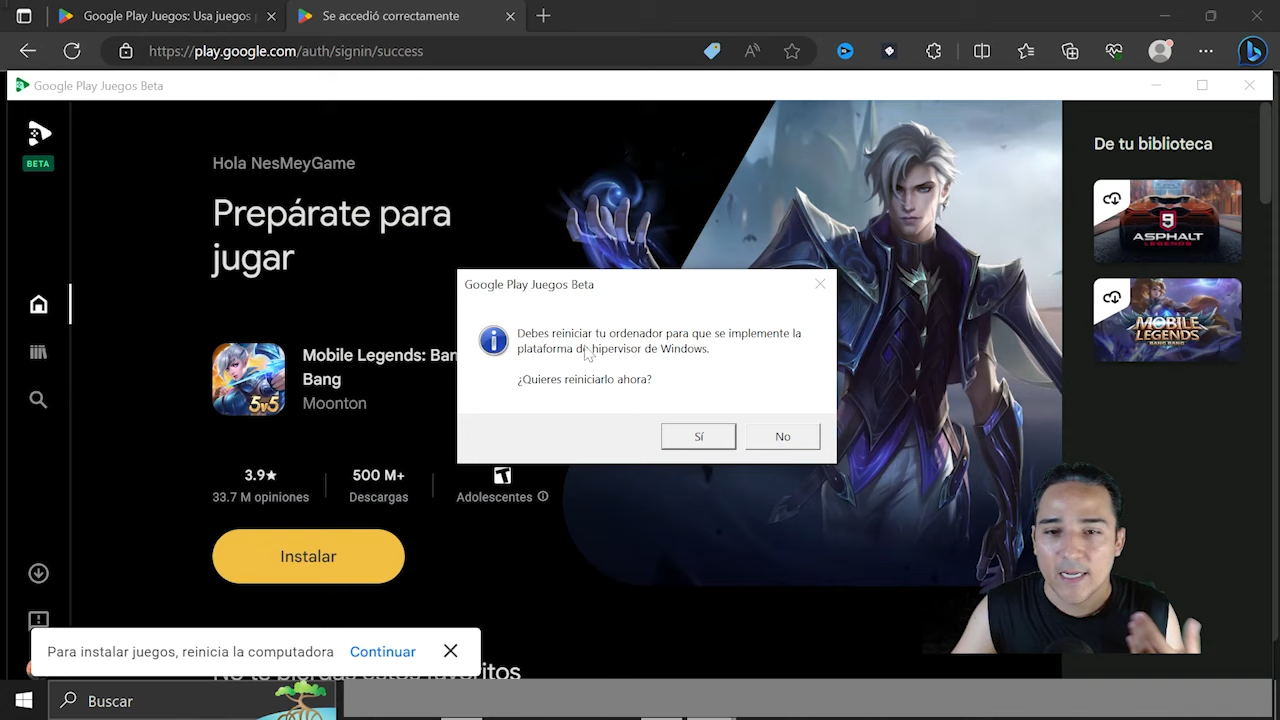 Google Play Juegos: Usa juegos
Se accedió correctamente
https://play.google.com/auth/signin/success
Google Play Juegos Beta
BETA
Hola NesMeyGame
Prepárate para
jugar
De tu biblioteca
9
ASPHALT
LEGENDS
MOBILE
LEGENDS
BANG BANG
Google Play Juegos Beta
Debes reiniciar tu ordenador para que se implemente la
plataforma de hipervisor de Windows.
¿Quieres reiniciarlo ahora?
Sí
No
5v5
Mobile Legends: Ban
Bang
Moonton
3.9★
33.7 M opiniones
500 M+
Descargas
T
Adolescentes
Instalar
Para instalar juegos, reinicia la computadora
Continuar
Buscar